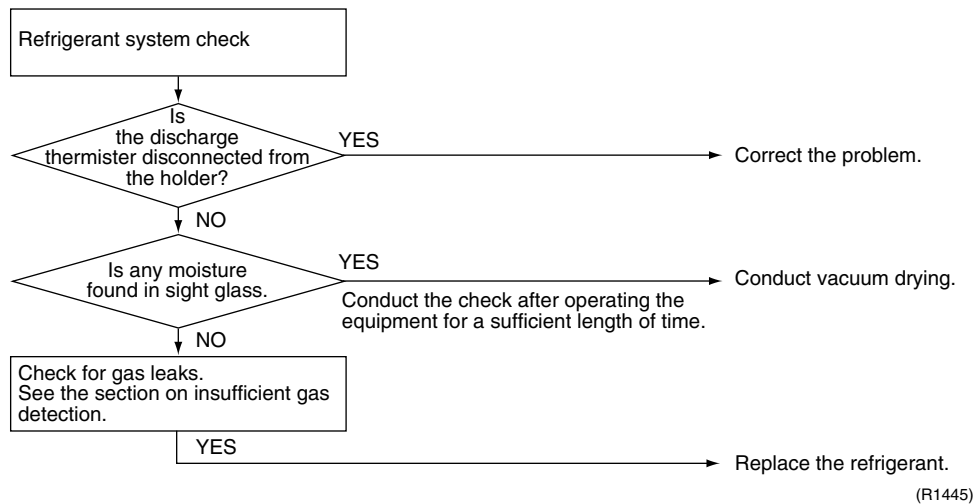 Refrigerant system check
Is
the discharge
thermister disconnected from
the holder?
YES
Correct the problem.
NO
Is any moisture
found in sight glass.
YES
Conduct the check after operating the
equipment for a sufficient length of time.
Conduct vacuum drying.
NO
Check for gas leaks.
See the section on insufficient gas
detection.
YES
Replace the refrigerant.
(R1445)